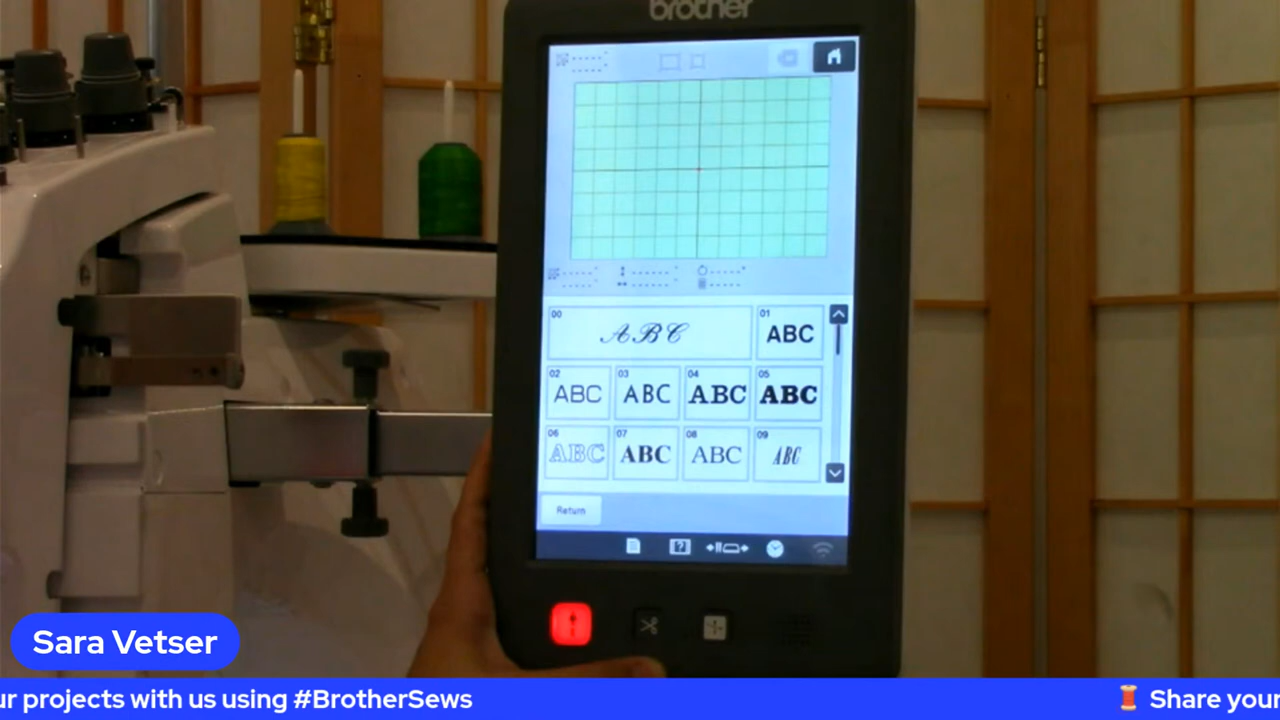 brother
00
ABC
01
ABC
02
ABC
03
ABC
04
ABC
05
ABC
06
ABC
07
ABC
08
ABC
09
ABC
Return
Sara Vetser
ur projects with us using #BrotherSews
Share your